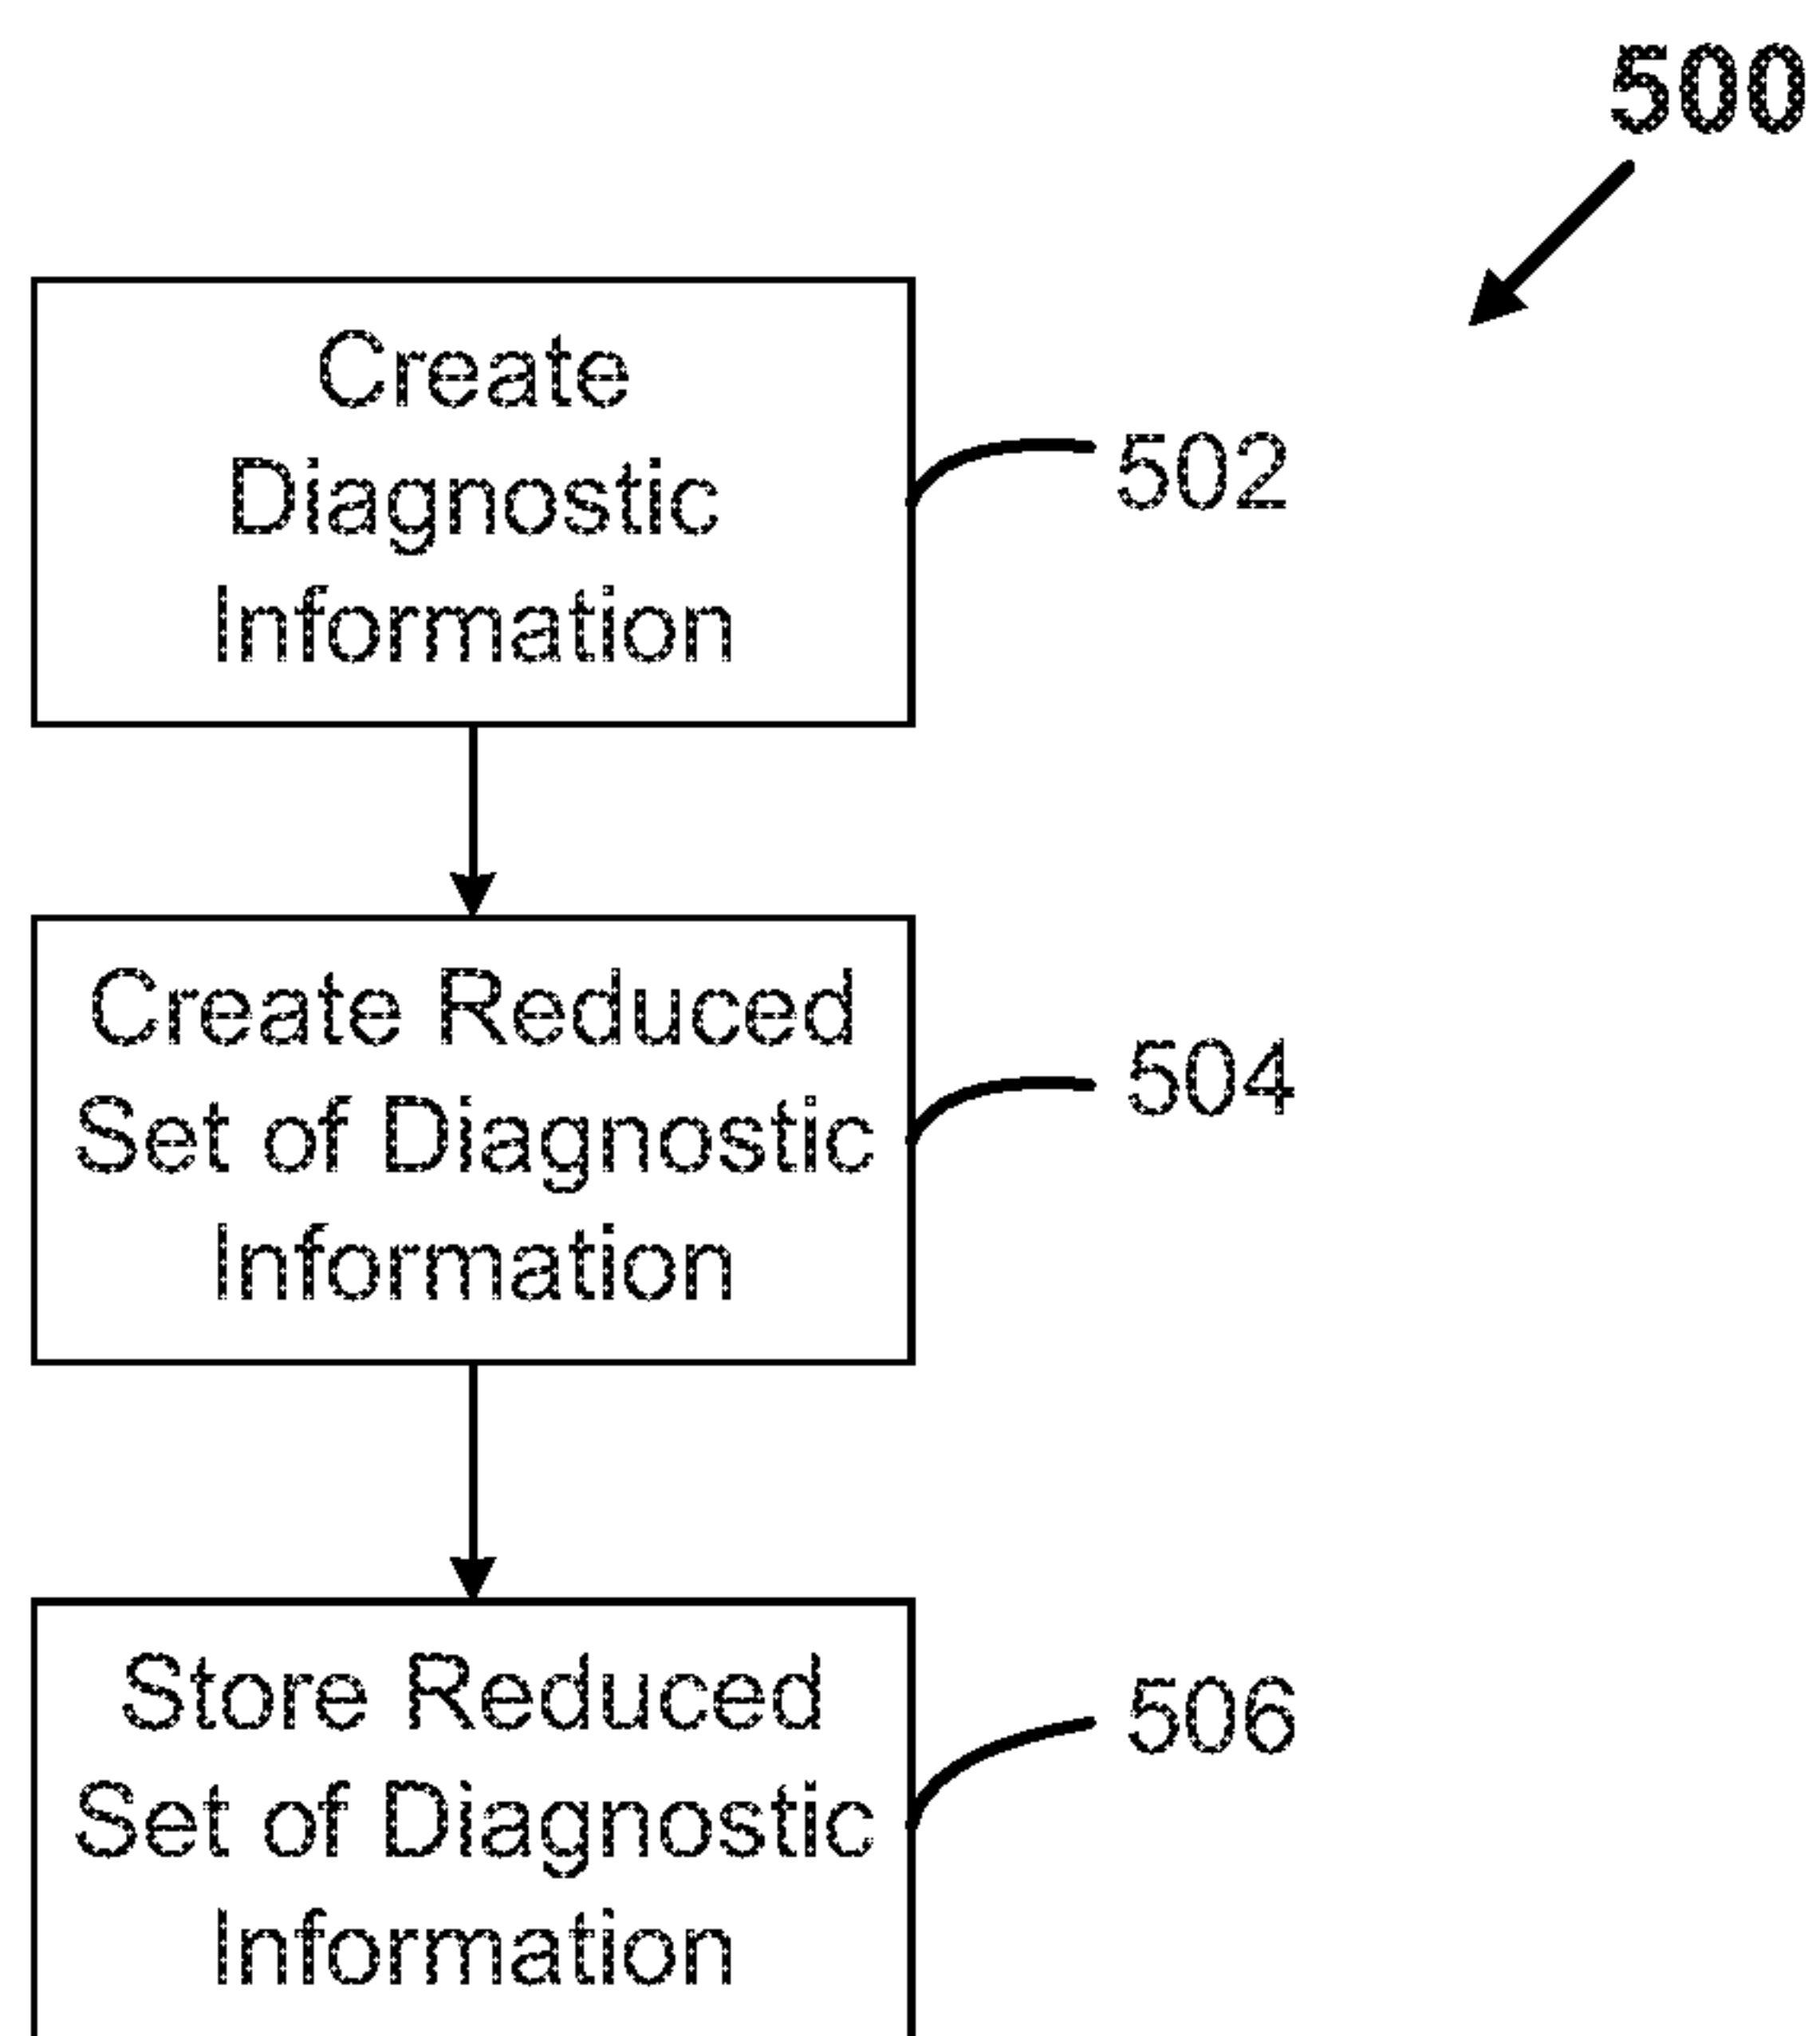 500
Create
Diagnostic
Information
502
Create Reduced
Set of Diagnostic
Information
504
Store Reduced
Set of Diagnostic
Information
506